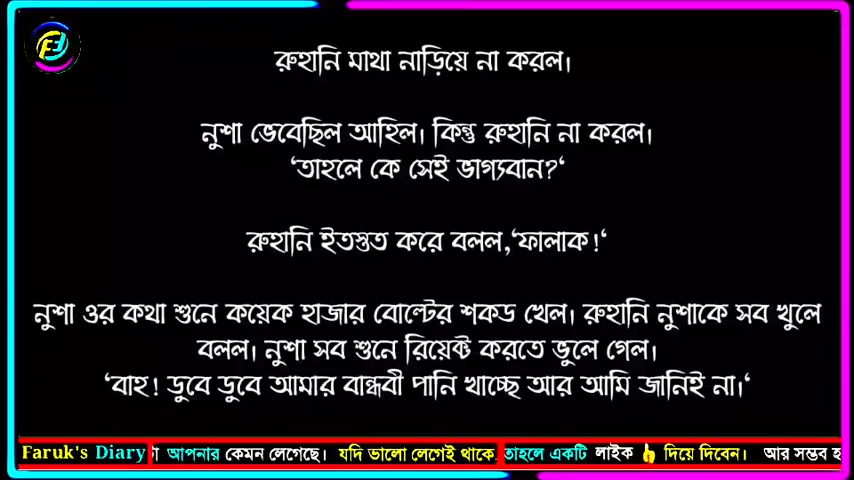 রুহানি মাথা নাড়িয়ে না করল।
নুশা ভেবেছিল আহিল। কিন্তু রুহানি না করল।
‘তাহলে কে সেই ভাগ্যবান?‘
রুহানি ইতস্তত করে বলল,‘ফালাক!‘
নুশা ওর কথা শুনে কয়েক হাজার বোল্টের শকড খেল। রুহানি নুশাকে সব খুলে
বলল। নুশা সব শুনে রিয়েক্ট করতে ভুলে গেল।
‘বাহ! ডুবে ডুবে আমার বান্ধবী পানি খাচ্ছে আর আমি জানিই না।‘
Faruk's Diary আপনার কেমন লেগেছে। যদি ভালো লেগেই থাকে তাহলে একটি লাইক 👆 দিয়ে দিবেন। আর সম্ভব